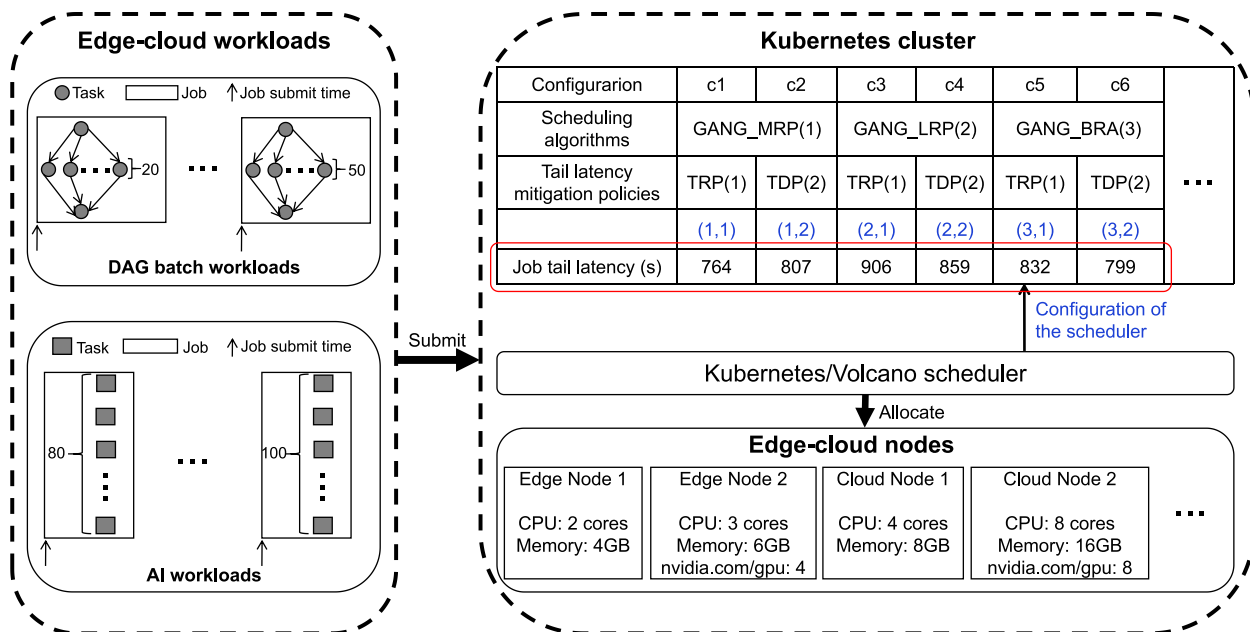 Edge-cloud workloads
Task Job Job submit time
20 50
DAG batch workloads
Task Job Job submit time
80 100
AI workloads
Submit
Kubernetes cluster
Configurarion c1 c2 c3 c4 c5 c6
Scheduling
algorithms
GANG_MRP(1) GANG_LRP(2) GANG_BRA(3)
Tail latency
mitigation policies
TRP(1) TDP(2) TRP(1) TDP(2) TRP(1) TDP(2)
(1,1) (1,2) (2,1) (2,2) (3,1) (3,2)
Job tail latency (s) 764 807 906 859 832 799
Configuration of
the scheduler
Kubernetes/Volcano scheduler
Allocate
Edge-cloud nodes
Edge Node 1
CPU: 2 cores
Memory: 4GB
Edge Node 2
CPU: 3 cores
Memory: 6GB
nvidia.com/gpu: 4
Cloud Node 1
CPU: 4 cores
Memory: 8GB
Cloud Node 2
CPU: 8 cores
Memory: 16GB
nvidia.com/gpu: 8